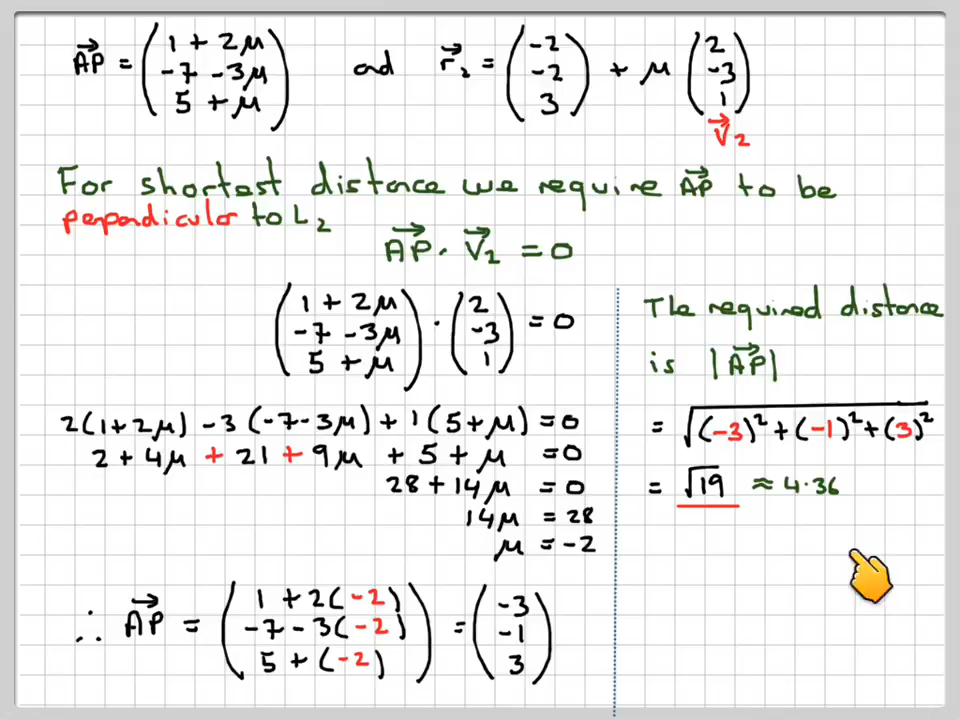 AP⃗ = ( 1 + 2μ ; -7 - 3μ ; 5 + μ ) and r⃗₂ = ( -2 ; -2 ; 3 ) + μ ( 2 ; -3 ; 1 )
V⃗₂
For shortest distance we require AP⃗ to be
perpendicular to L₂
AP⃗ . V⃗₂ = 0
( 1 + 2μ ; -7 - 3μ ; 5 + μ ) . ( 2 ; -3 ; 1 ) = 0
2(1+2μ) -3(-7-3μ) + 1(5+μ) = 0
2 + 4μ + 21 + 9μ + 5 + μ = 0
28 + 14μ = 0
14μ = 28
μ = -2
∴ AP⃗ = ( 1 + 2(-2) ; -7 - 3(-2) ; 5 + (-2) ) = ( -3 ; -1 ; 3 )
The required distance
is |AP⃗|
= √((-3)² + (-1)² + (3)²)
= √19 ≈ 4.36